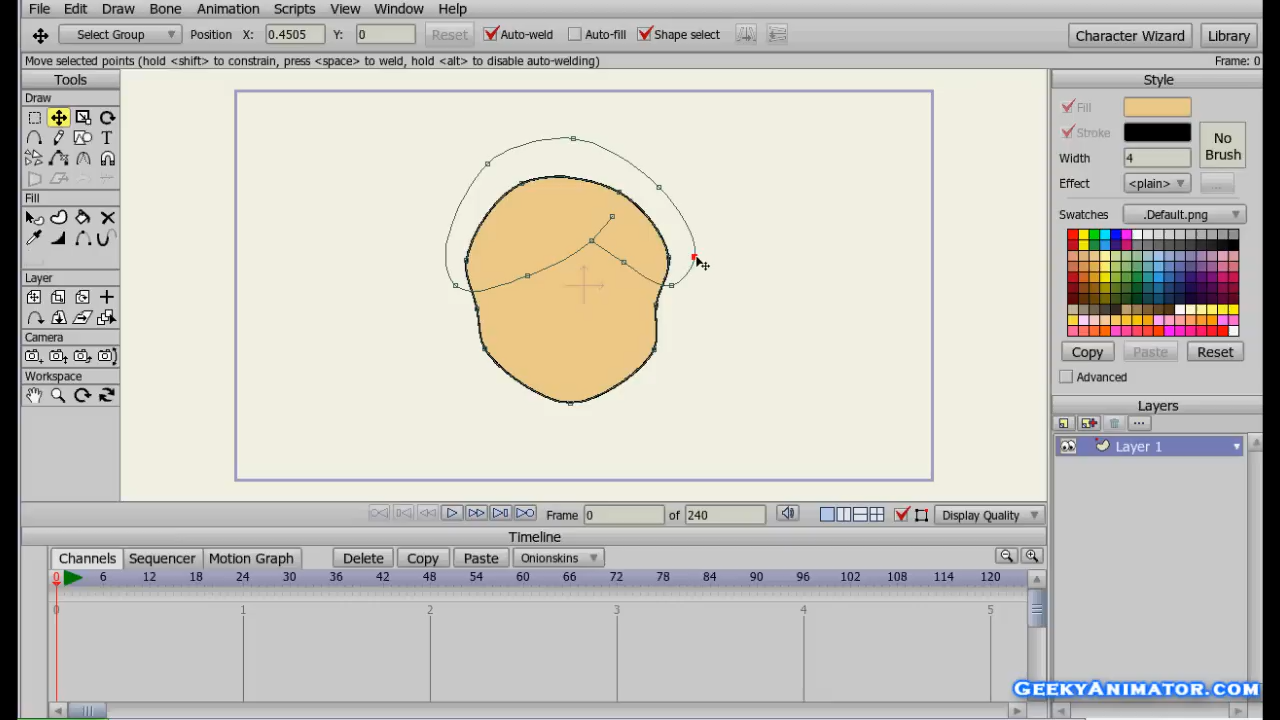 File Edit Draw Bone Animation Scripts View Window Help
Select Group Position X: 0.4505 Y: 0 Reset Auto-weld Auto-fill Shape select Character Wizard Library
Move selected points (hold <shift> to constrain, press <space> to weld, hold <alt> to disable auto-welding) Frame: 0
Tools
Draw
T
Fill
Layer
Camera
Workspace
Style
Fill
Stroke
No Brush
Width 4
Effect <plain> ...
Swatches .Default.png
Copy Paste Reset
Advanced
Layers
...
Layer 1
Frame 0 of 240 Display Quality
Timeline
Channels Sequencer Motion Graph Delete Copy Paste Onionskins
0 6 12 18 24 30 36 42 48 54 60 66 72 78 84 90 96 102 108 114 120
0 1 2 3 4 5
GeekyAnimator.com